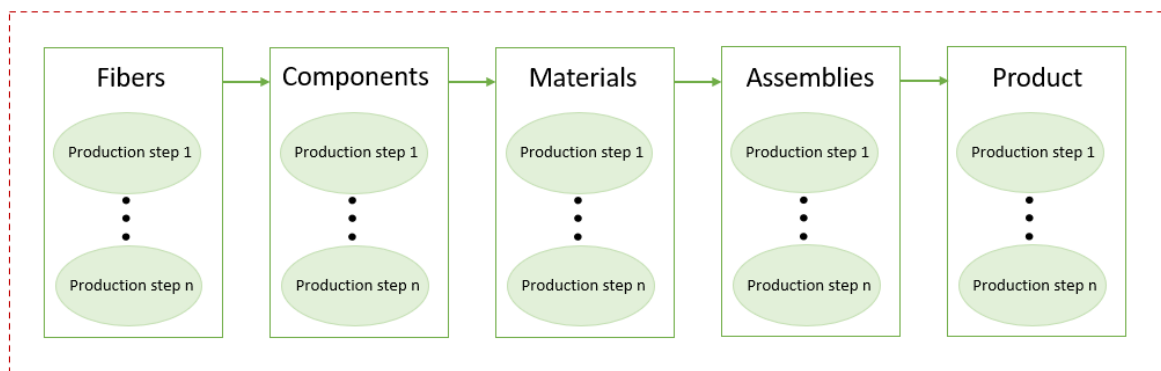 Fibers
Components
Materials
Assemblies
Product
Production step 1
Production step 1
Production step 1
Production step 1
Production step 1
Production step n
Production step n
Production step n
Production step n
Production step n